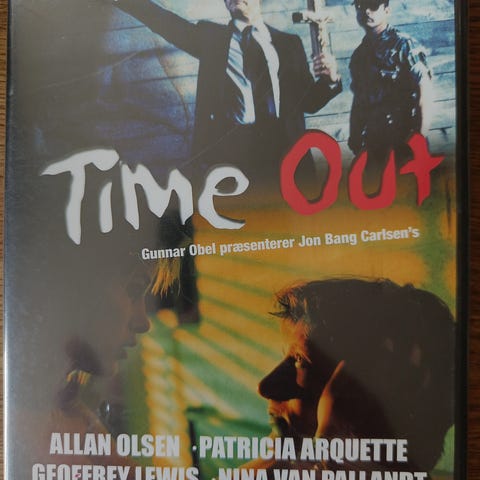 Time Out
Gunnar Obel præsenterer Jon Bang Carlsen's
ALLAN OLSEN · PATRICIA ARQUETTE
GEOFFREY LEWIS · NINA VAN PALLANDT